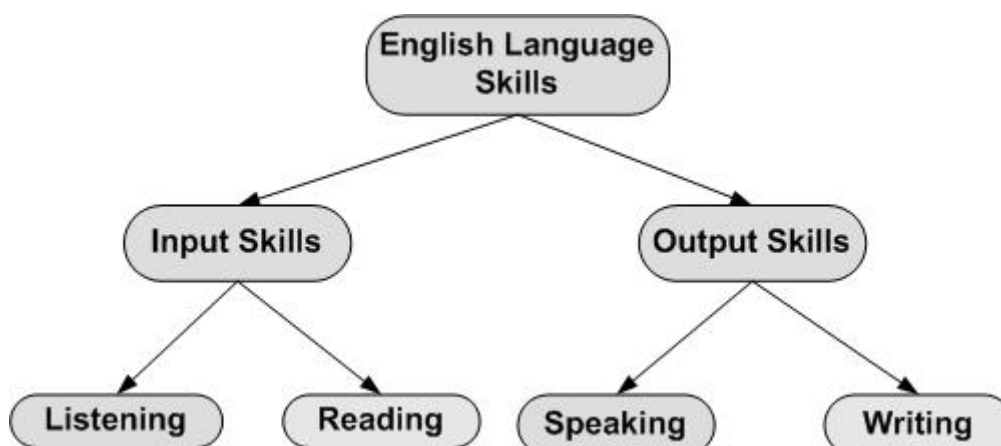 English Language
Skills
Input Skills
Output Skills
Listening
Reading
Speaking
Writing